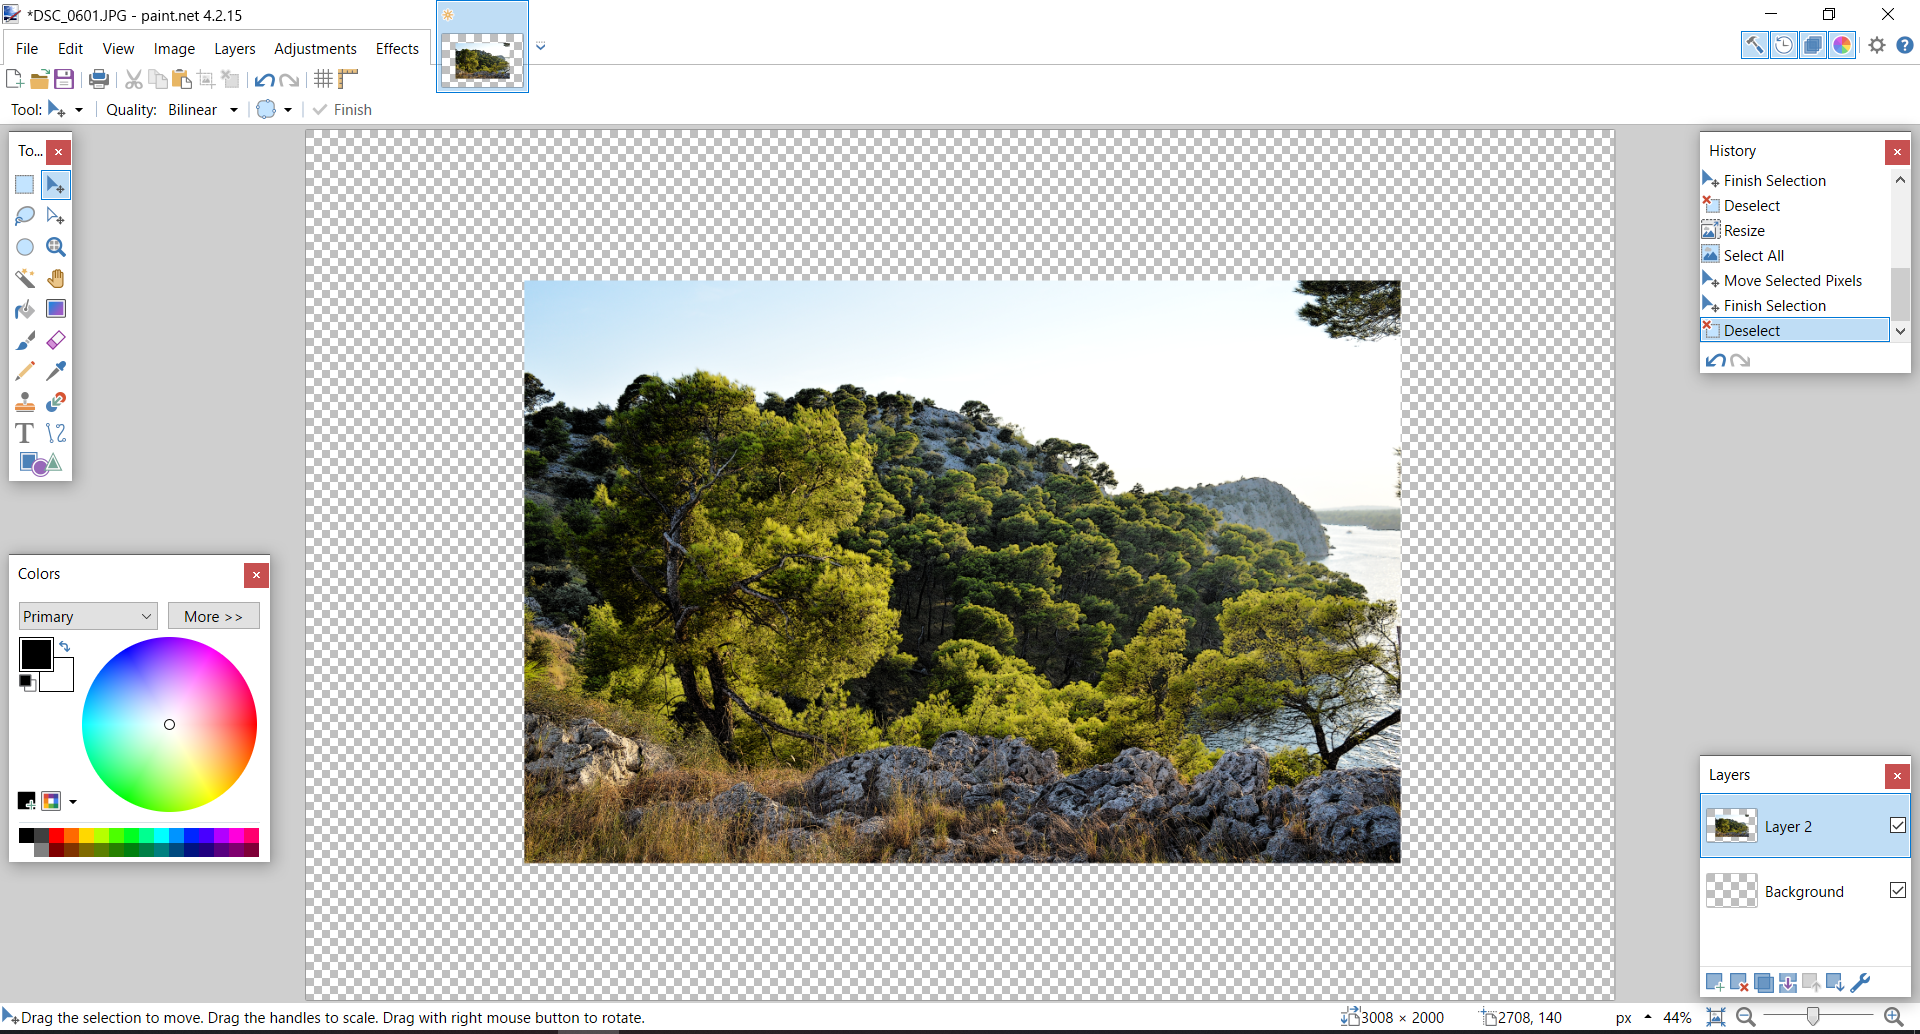 *DSC_0601.JPG - paint.net 4.2.15
File Edit View Image Layers Adjustments Effects
Tool: Quality: Bilinear Finish
To...
History
Finish Selection
Deselect
Resize
Select All
Move Selected Pixels
Finish Selection
Deselect
Colors
Primary More >>
Layers
Layer 2
Background
Drag the selection to move. Drag the handles to scale. Drag with right mouse button to rotate. 3008 × 2000 2708, 140 px 44%